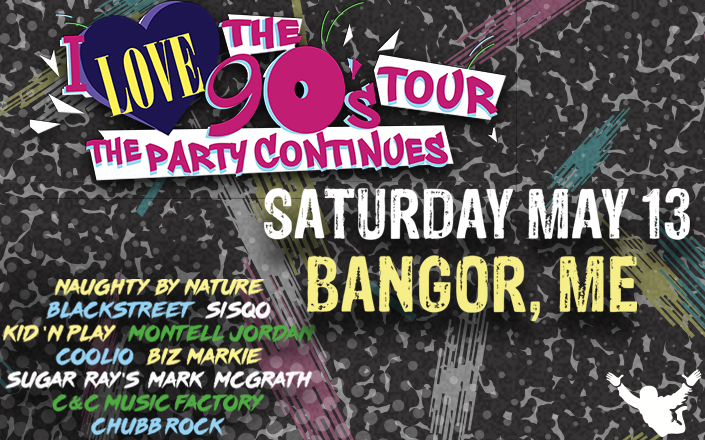 I LOVE THE
90's TOUR
THE PARTY CONTINUES
SATURDAY MAY 13
BANGOR, ME
NAUGHTY BY NATURE
BLACKSTREET SISQO
KID 'N PLAY MONTELL JORDAN
COOLIO BIZ MARKIE
SUGAR RAY'S MARK MCGRATH
C&C MUSIC FACTORY
CHUBB ROCK